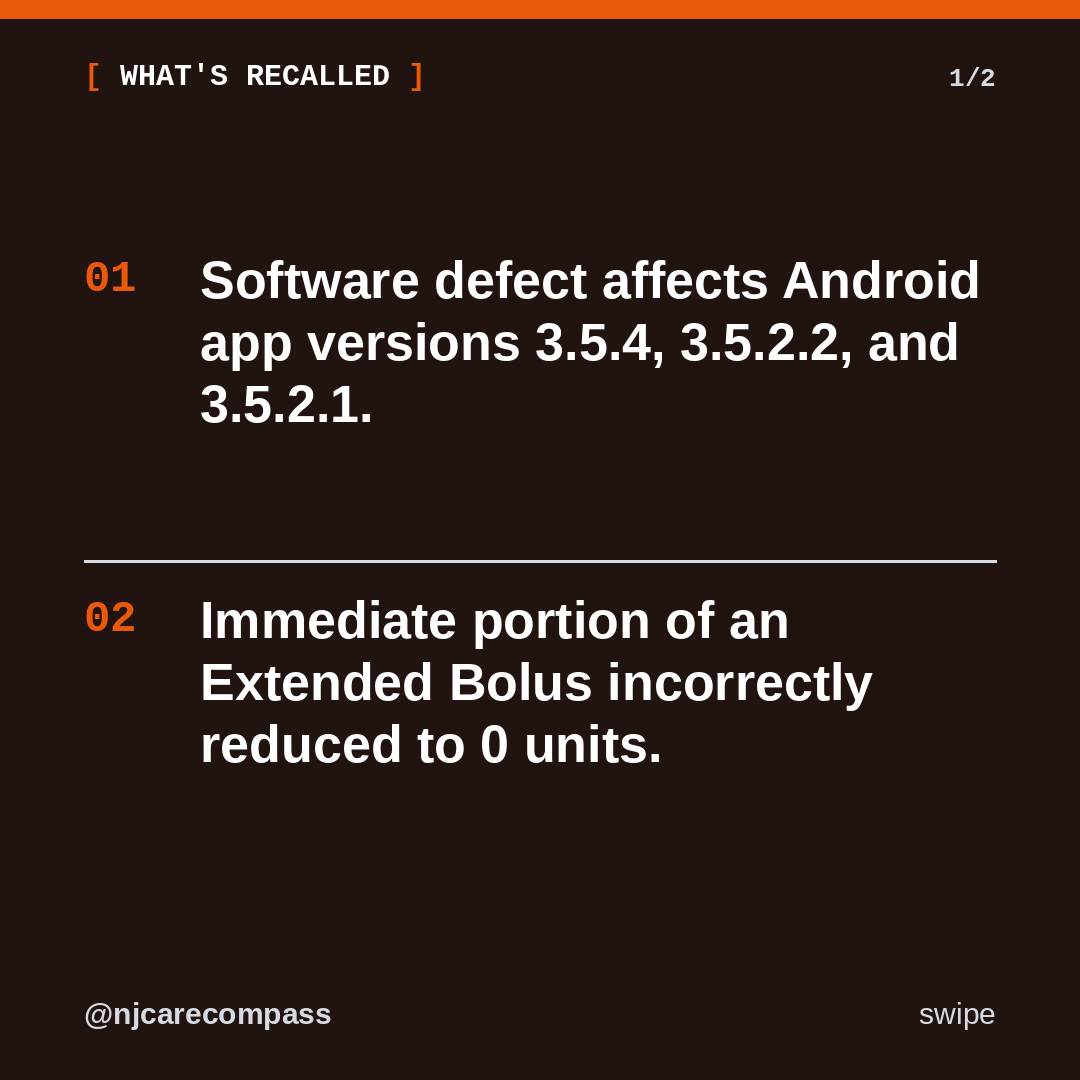 [ WHAT'S RECALLED ]
1/2
01
Software defect affects Android
app versions 3.5.4, 3.5.2.2, and
3.5.2.1.
02
Immediate portion of an
Extended Bolus incorrectly
reduced to 0 units.
@njcarecompass
swipe